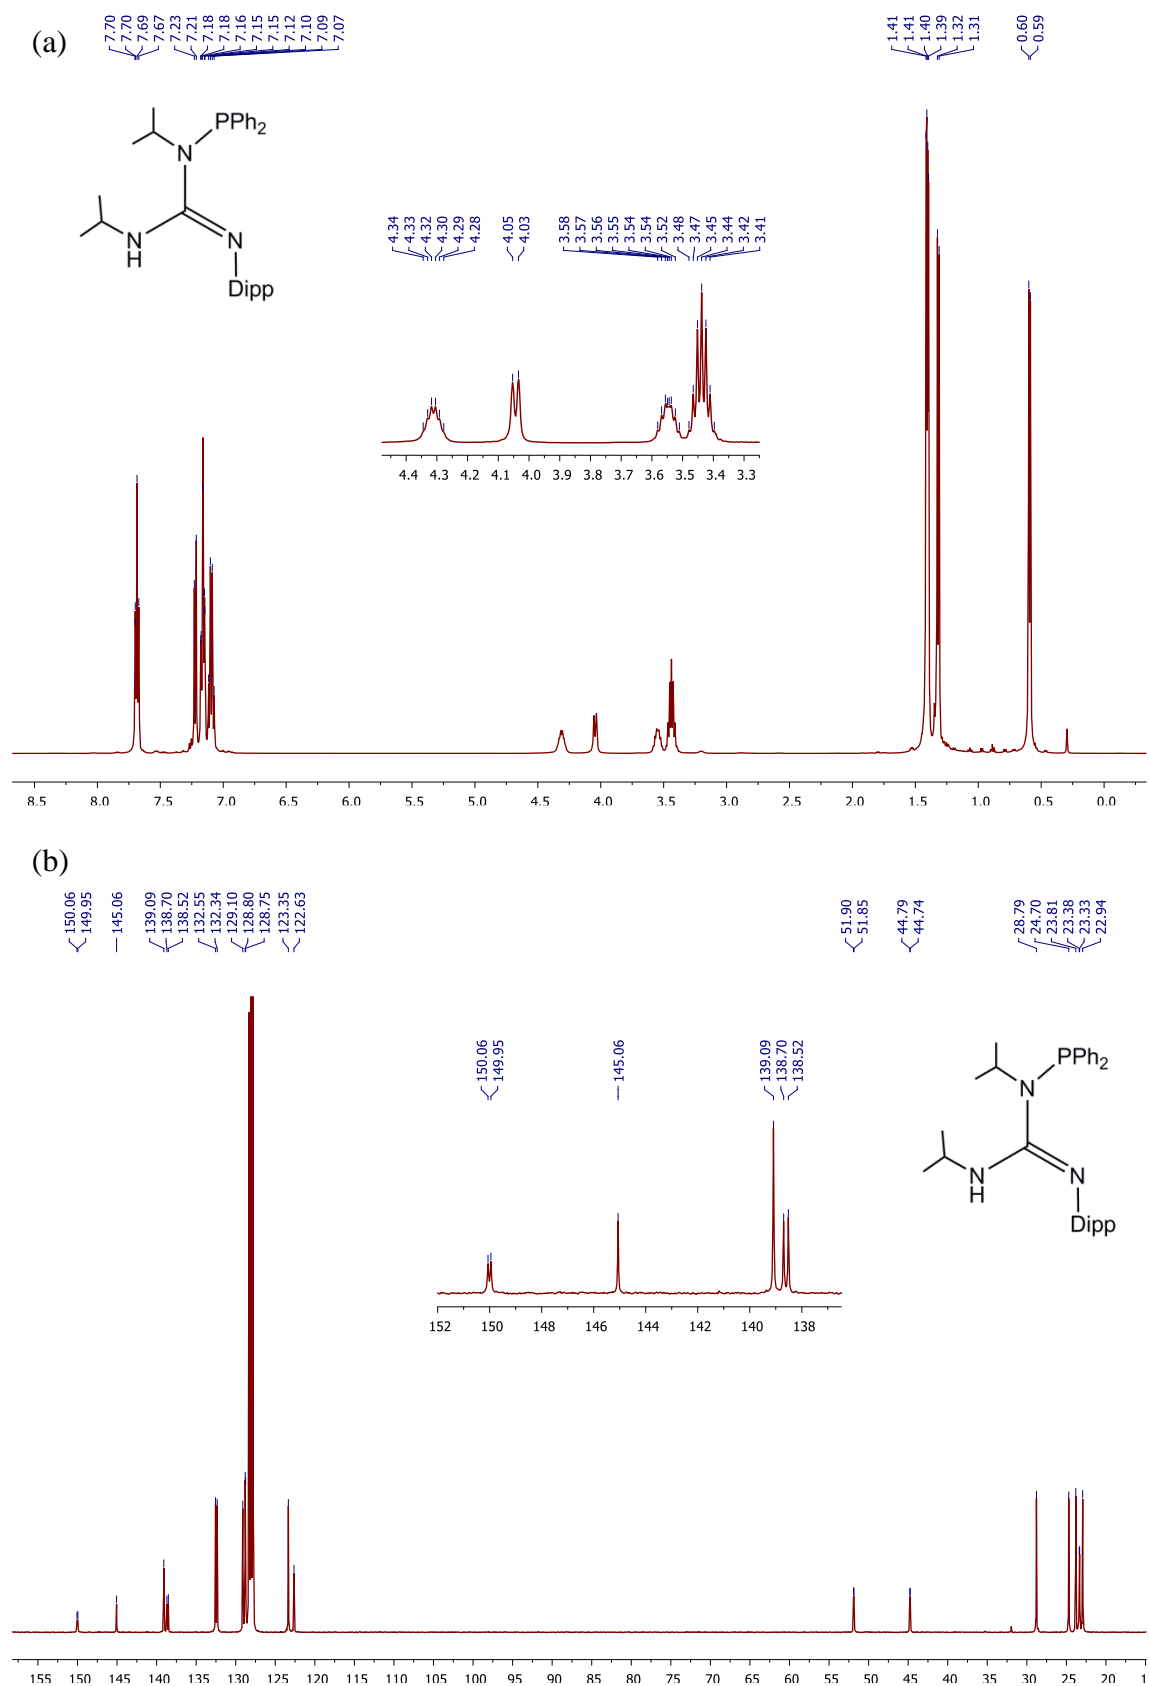 (a)
7.70 7.70 7.69 7.67 7.23 7.21 7.18 7.18 7.16 7.15 7.15 7.12 7.10 7.09 7.07
1.41 1.41 1.40 1.39 1.32 1.31
0.60 0.59
PPh2
N
N
H
N
Dipp
4.34 4.33 4.32 4.30 4.29 4.28
4.05 4.03
3.58 3.57 3.56 3.55 3.54 3.54 3.52 3.48 3.47 3.45 3.44 3.42 3.41
4.4 4.3 4.2 4.1 4.0 3.9 3.8 3.7 3.6 3.5 3.4 3.3
8.5 8.0 7.5 7.0 6.5 6.0 5.5 5.0 4.5 4.0 3.5 3.0 2.5 2.0 1.5 1.0 0.5 0.0
(b)
150.06 149.95
145.06
139.09 138.70 138.52 132.55 132.34 129.10 128.80 128.75 123.35 122.63
51.90 51.85
44.79 44.74
28.79 24.70 23.81 23.38 23.33 22.94
150.06 149.95
145.06
139.09 138.70 138.52
PPh2
N
N
H
N
Dipp
152 150 148 146 144 142 140 138
155 150 145 140 135 130 125 120 115 110 105 100 95 90 85 80 75 70 65 60 55 50 45 40 35 30 25 20 15